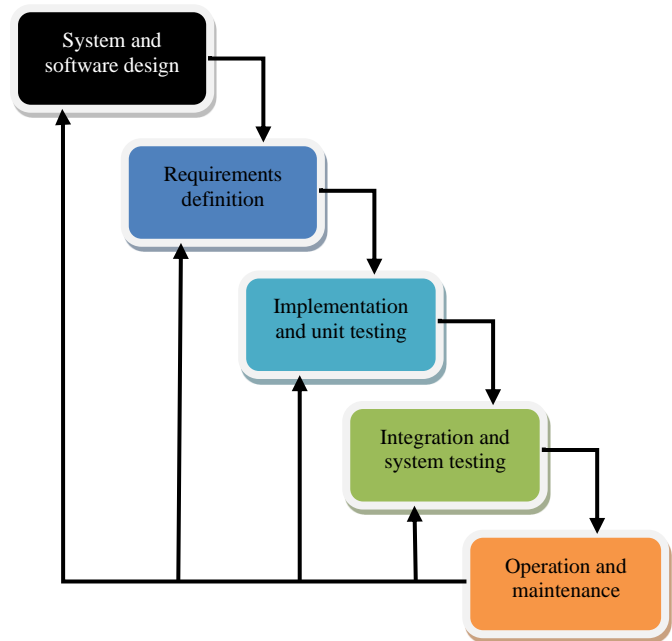 System and
software design
Requirements
definition
Implementation
and unit testing
Integration and
system testing
Operation and
maintenance